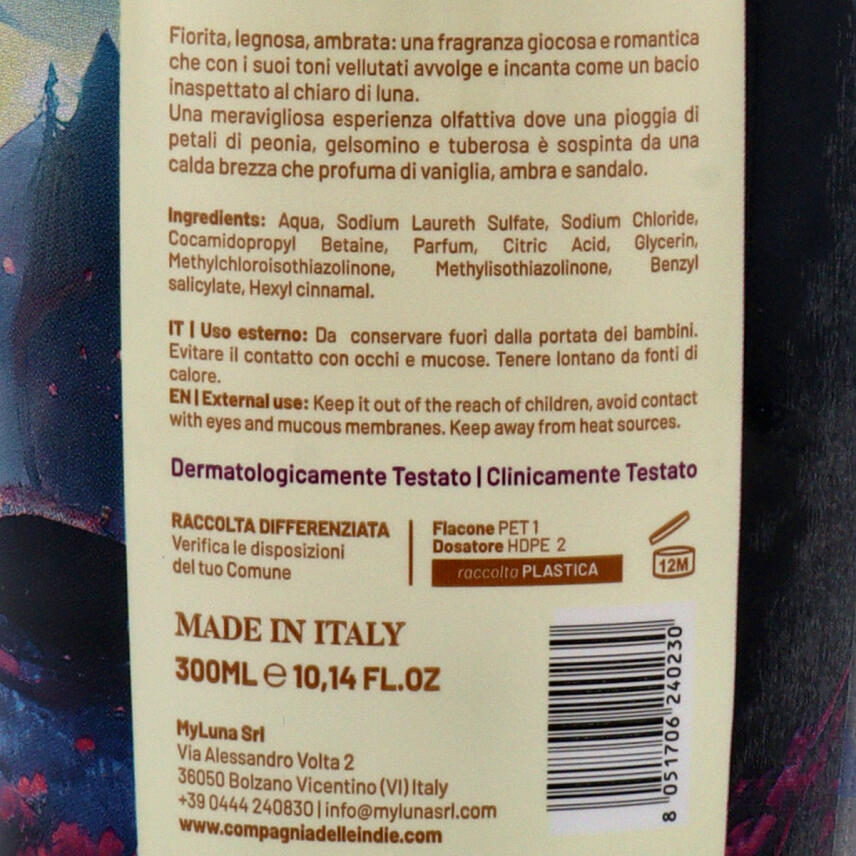 Fiorita, legnosa, ambrata: una fragranza giocosa e romantica
che con i suoi toni vellutati avvolge e incanta come un bacio
inaspettato al chiaro di luna.
Una meravigliosa esperienza olfattiva dove una pioggia di
petali di peonia, gelsomino e tuberosa è sospinta da una
calda brezza che profuma di vaniglia, ambra e sandalo.
Ingredients: Aqua, Sodium Laureth Sulfate, Sodium Chloride,
Cocamidopropyl Betaine, Parfum, Citric Acid, Glycerin,
Methylchloroisothiazolinone, Methylisothiazolinone, Benzyl
salicylate, Hexyl cinnamal.
IT | Uso esterno: Da conservare fuori dalla portata dei bambini.
Evitare il contatto con occhi e mucose. Tenere lontano da fonti di
calore.
EN | External use: Keep it out of the reach of children, avoid contact
with eyes and mucous membranes. Keep away from heat sources.
Dermatologicamente Testato | Clinicamente Testato
RACCOLTA DIFFERENZIATA
Verifica le disposizioni
del tuo Comune
Flacone PET 1
Dosatore HDPE 2
raccolta PLASTICA
12M
MADE IN ITALY
300ML e 10,14 FL.OZ
MyLuna Srl
Via Alessandro Volta 2
36050 Bolzano Vicentino (VI) Italy
+39 0444 240830 | info@mylunasrl.com
www.compagniadelleindie.com
8 051706 240230